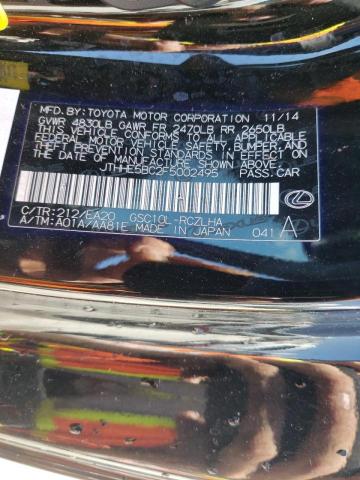 MFD. BY: TOYOTA MOTOR CORPORATION 11/14
GVWR 4830LB GAWR FR 2470LB RR 2650LB
THIS VEHICLE CONFORMS TO ALL APPLICABLE
FEDERAL MOTOR VEHICLE SAFETY, BUMPER, AND
THEFT PREVENTION STANDARDS IN EFFECT ON
THE DATE OF MANUFACTURE SHOWN ABOVE.
JTHHE5BC2F5002495 PASS.CAR
A A
C/TR:212/EA20 GSC10L-RCZLHA
A/TM:A01A/AA81E MADE IN JAPAN 041 A